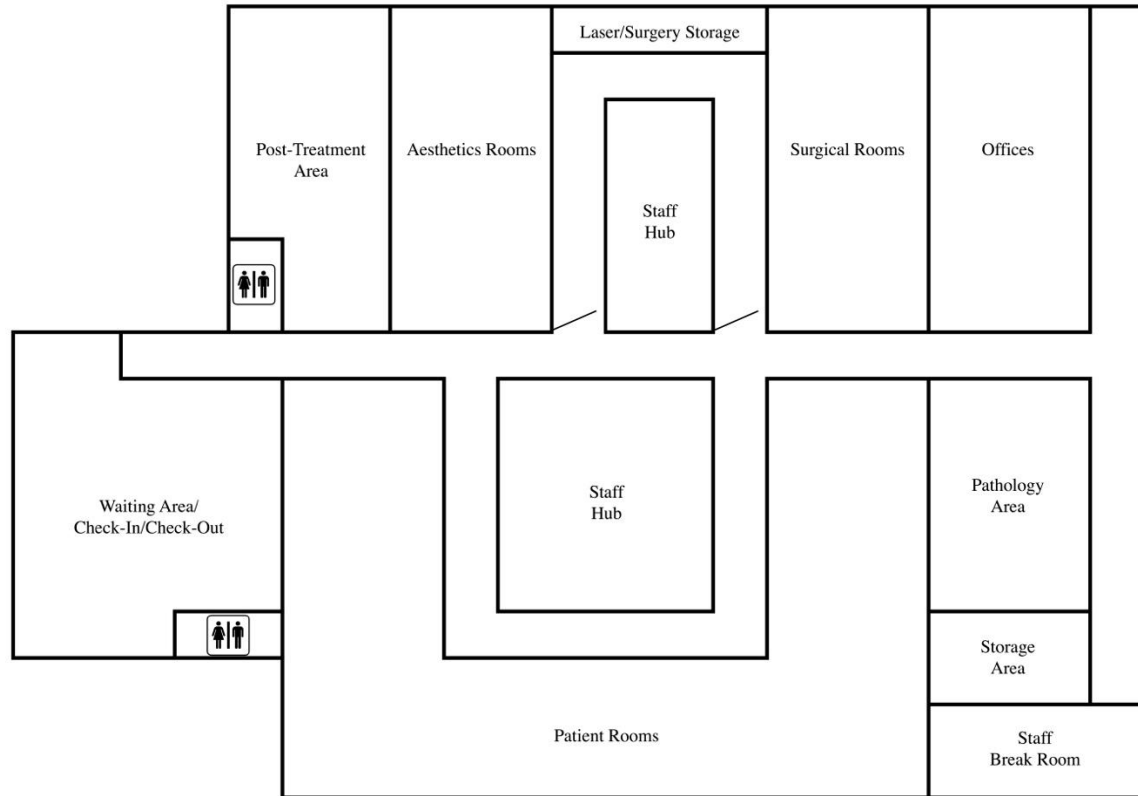 Laser/Surgery Storage
Post-Treatment
Area
Aesthetics Rooms
Surgical Rooms
Offices
Staff
Hub
Waiting Area/
Check-In/Check-Out
Staff
Hub
Pathology
Area
Storage
Area
Patient Rooms
Staff
Break Room